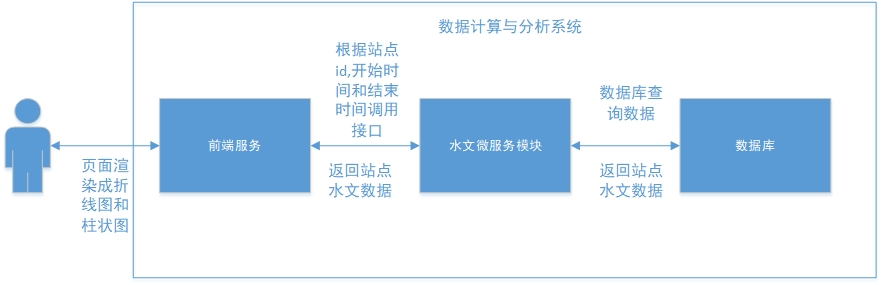 数据计算与分析系统
根据站点
id,开始时
间和结束
时间调用
接口
数据库查
询数据
前端服务
水文微服务模块
数据库
页面渲
染成折
线图和
柱状图
返回站点
水文数据
返回站点
水文数据